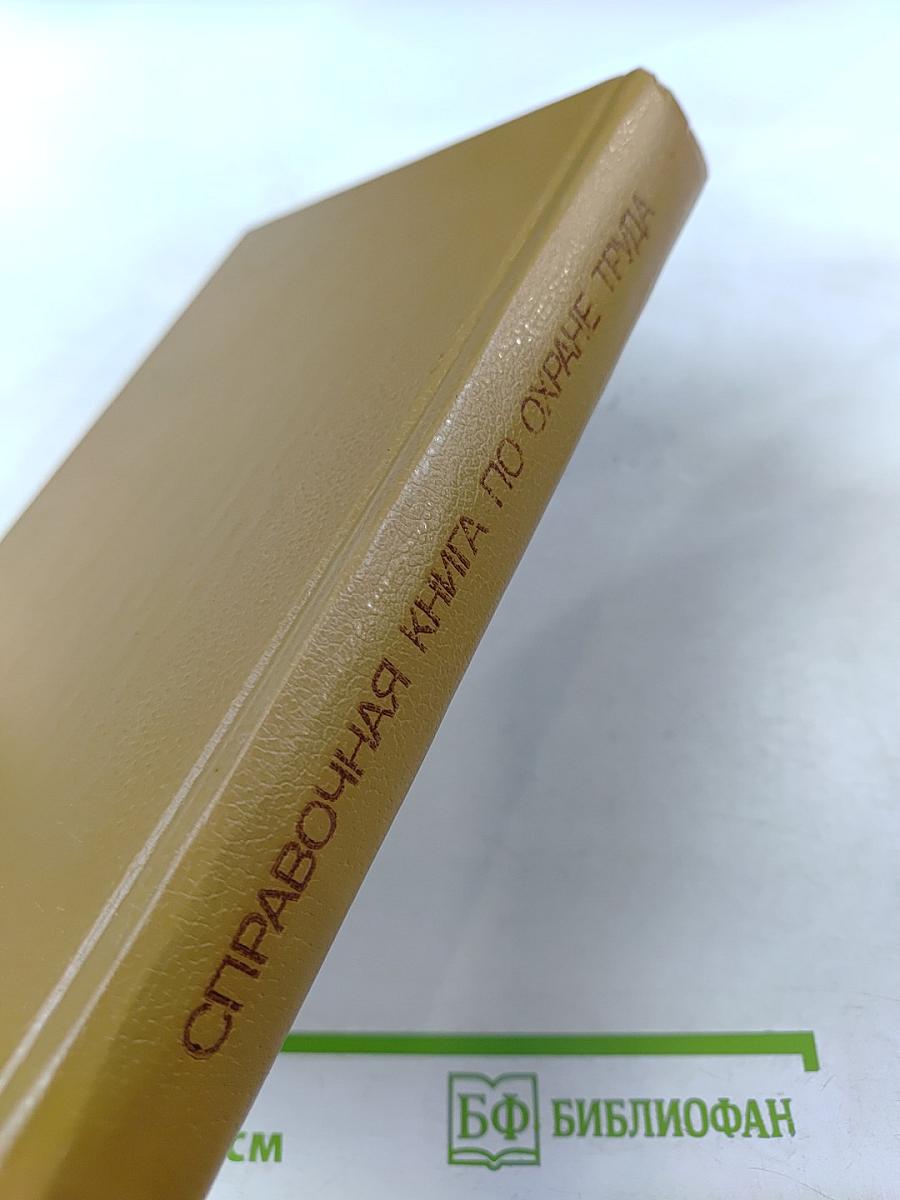 СПРАВОЧНАЯ КНИГА ПО ОХРАНЕ ТРУДА
БФ БИБЛИОФАН
см